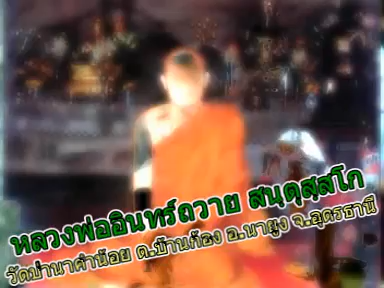 หลวงพ่ออินทร์ถวาย สนฺตุสฺสโก
วัดป่านาคำน้อย ต.บ้านก้อง อ.นายูง จ.อุดรธานี